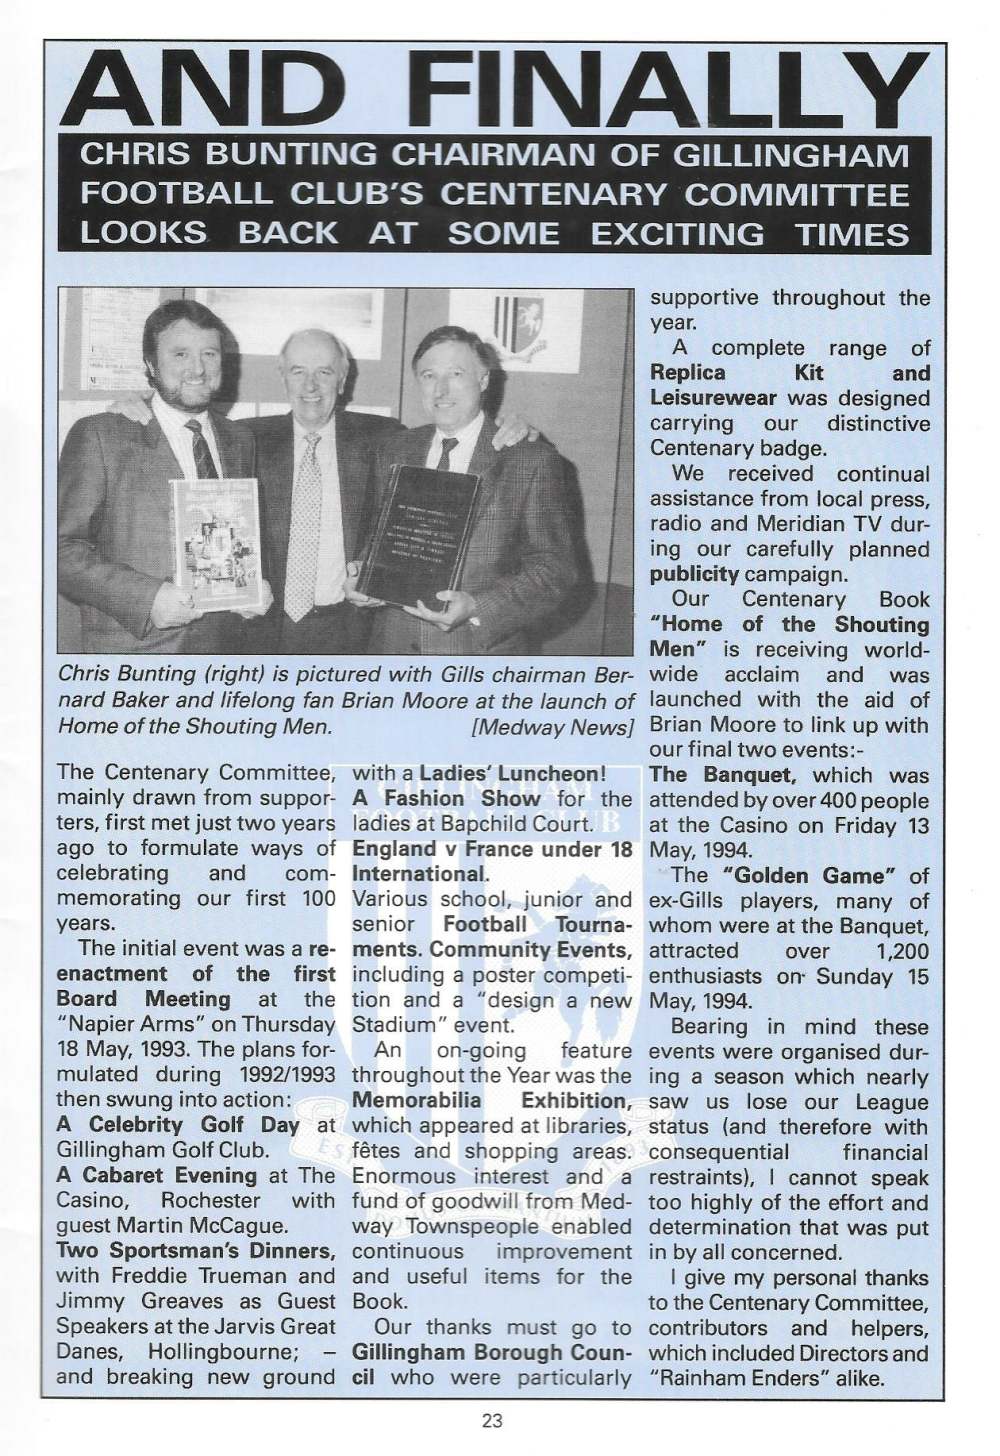 AND FINALLY
CHRIS BUNTING CHAIRMAN OF GILLINGHAM
FOOTBALL CLUB'S CENTENARY COMMITTEE
LOOKS BACK AT SOME EXCITING TIMES
Chris Bunting (right) is pictured with Gills chairman Ber-
nard Baker and lifelong fan Brian Moore at the launch of
Home of the Shouting Men. [Medway News]
The Centenary Committee,
mainly drawn from suppor-
ters, first met just two years
ago to formulate ways of
celebrating and com-
memorating our first 100
years.
The initial event was a re-
enactment of the first
Board Meeting at the
"Napier Arms" on Thursday
18 May, 1993. The plans for-
mulated during 1992/1993
then swung into action:
A Celebrity Golf Day at
Gillingham Golf Club.
A Cabaret Evening at The
Casino, Rochester with
guest Martin McCague.
Two Sportsman's Dinners,
with Freddie Trueman and
Jimmy Greaves as Guest
Speakers at the Jarvis Great
Danes, Hollingbourne; –
and breaking new ground
with a Ladies' Luncheon!
A Fashion Show for the
ladies at Bapchild Court.
England v France under 18
International.
Various school, junior and
senior Football Tourna-
ments. Community Events,
including a poster competi-
tion and a "design a new
Stadium" event.
An on-going feature
throughout the Year was the
Memorabilia Exhibition,
which appeared at libraries,
fêtes and shopping areas.
Enormous interest and a
fund of goodwill from Med-
way Townspeople enabled
continuous improvement
and useful items for the
Book.
Our thanks must go to
Gillingham Borough Coun-
cil who were particularly
supportive throughout the
year.
A complete range of
Replica Kit and
Leisurewear was designed
carrying our distinctive
Centenary badge.
We received continual
assistance from local press,
radio and Meridian TV dur-
ing our carefully planned
publicity campaign.
Our Centenary Book
"Home of the Shouting
Men" is receiving world-
wide acclaim and was
launched with the aid of
Brian Moore to link up with
our final two events:-
The Banquet, which was
attended by over 400 people
at the Casino on Friday 13
May, 1994.
The "Golden Game" of
ex-Gills players, many of
whom were at the Banquet,
attracted over 1,200
enthusiasts on Sunday 15
May, 1994.
Bearing in mind these
events were organised dur-
ing a season which nearly
saw us lose our League
status (and therefore with
consequential financial
restraints), I cannot speak
too highly of the effort and
determination that was put
in by all concerned.
I give my personal thanks
to the Centenary Committee,
contributors and helpers,
which included Directors and
"Rainham Enders" alike.
GILLINGHAM
FOOTBALL CLUB
23